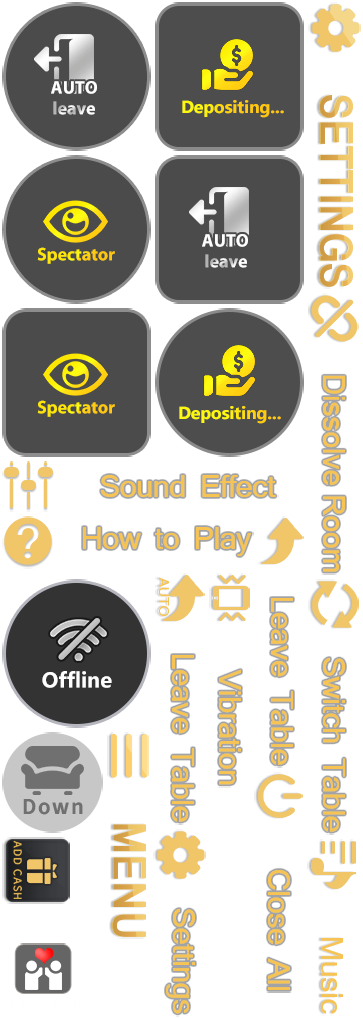 AUTO
leave
Depositing...
SETTINGS
Spectator
AUTO
leave
Spectator
Depositing...
Dissolve Room
Sound Effect
How to Play
AUTO
Leave Table
Vibration
Leave Table
Switch Table
Offline
Down
MENU
ADD CASH
Settings
Close All
Music